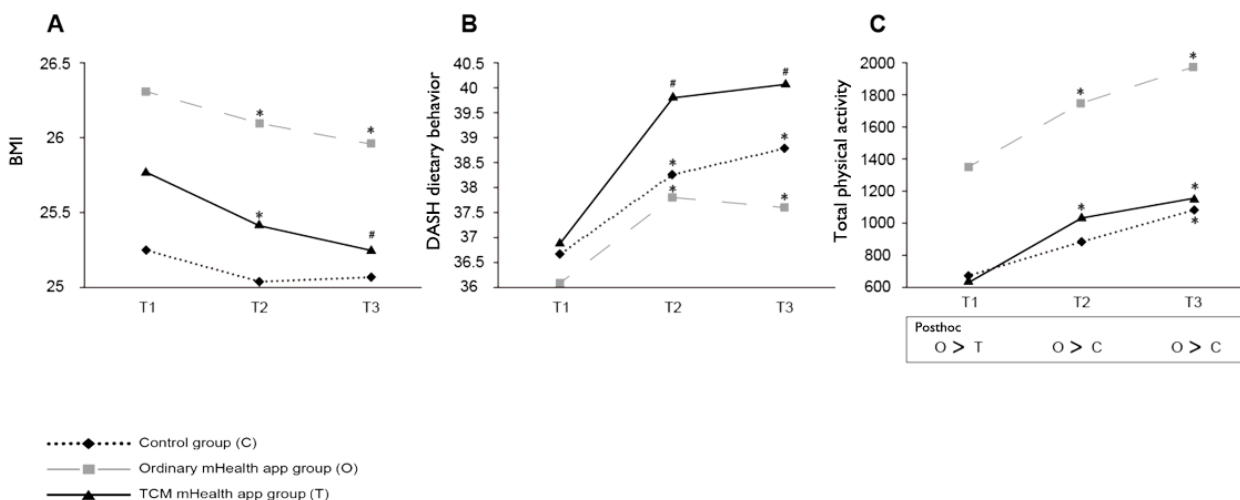 A
BMI
26.5
26
25.5
25
*
*
*
#
T1 T2 T3
B
DASH dietary behavior
40.5
40
39.5
39
38.5
38
37.5
37
36.5
36
#
#
*
*
*
*
T1 T2 T3
C
Total physical activity
2000
1800
1600
1400
1200
1000
800
600
*
*
*
*
*
T1 T2 T3
Posthoc
O > T O > C O > C
Control group (C)
Ordinary mHealth app group (O)
TCM mHealth app group (T)